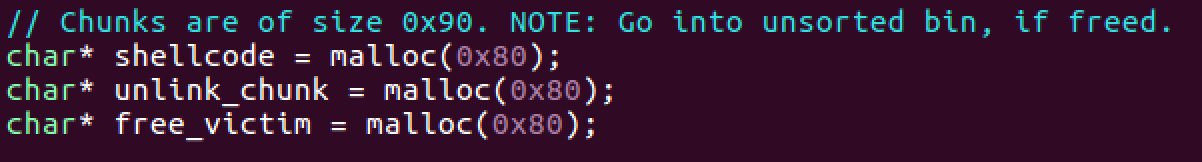 // Chunks are of size 0x90. NOTE: Go into unsorted bin, if freed.
char* shellcode = malloc(0x80);
char* unlink_chunk = malloc(0x80);
char* free_victim = malloc(0x80);